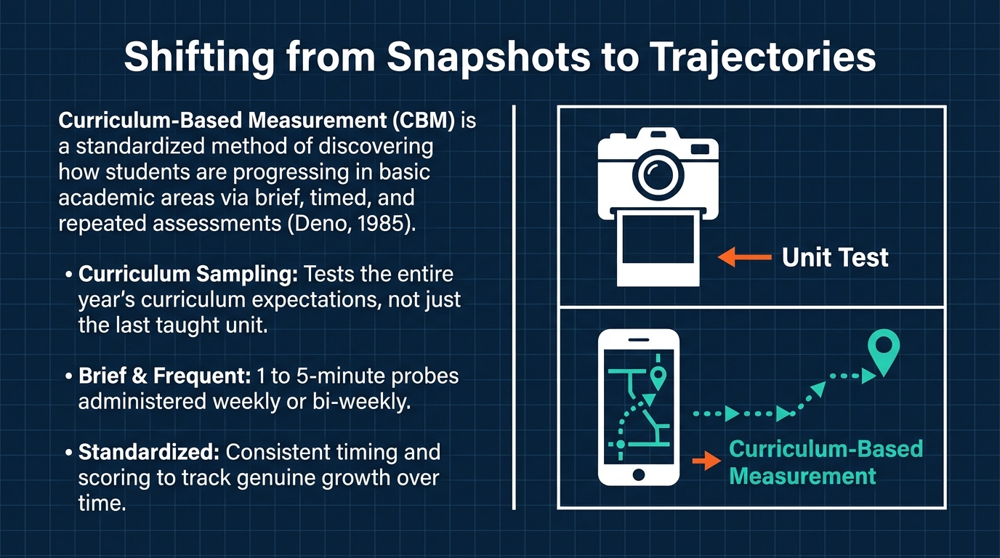 Shifting from Snapshots to Trajectories
Curriculum-Based Measurement (CBM) is
a standardized method of discovering
how students are progressing in basic
academic areas via brief, timed, and
repeated assessments (Deno, 1985).
• Curriculum Sampling: Tests the entire
year's curriculum expectations, not just
the last taught unit.
• Brief & Frequent: 1 to 5-minute probes
administered weekly or bi-weekly.
• Standardized: Consistent timing and
scoring to track genuine growth over
time.
Unit Test
Curriculum-Based
Measurement